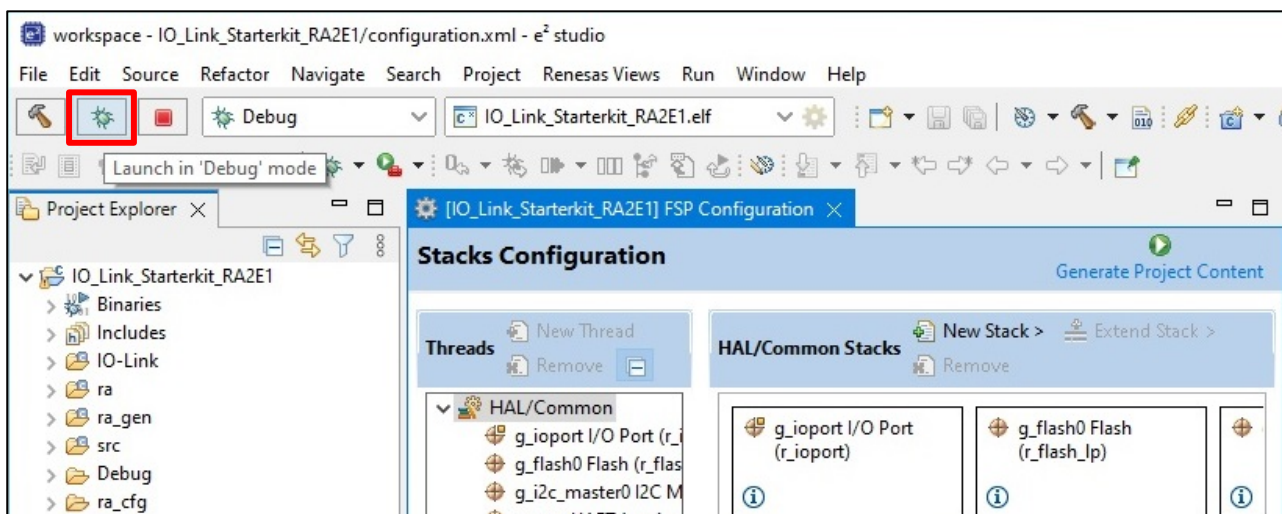 workspace - IO_Link_Starterkit_RA2E1/configuration.xml - e² studio
File Edit Source Refactor Navigate Search Project Renesas Views Run Window Help
Debug
IO_Link_Starterkit_RA2E1.elf
Launch in 'Debug' mode
Project Explorer
[IO_Link_Starterkit_RA2E1] FSP Configuration
Stacks Configuration
Generate Project Content
IO_Link_Starterkit_RA2E1
Binaries
Includes
IO-Link
ra
ra_gen
src
Debug
ra_cfg
Threads
New Thread
Remove
HAL/Common
g_ioport I/O Port (r_i
g_flash0 Flash (r_flas
g_i2c_master0 I2C M
HAL/Common Stacks
New Stack >
Extend Stack >
Remove
g_ioport I/O Port
(r_ioport)
g_flash0 Flash
(r_flash_lp)